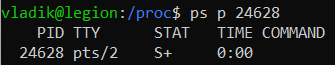 vladik@legion:/proc$ ps p 24628
PID TTY STAT TIME COMMAND
24628 pts/2 S+ 0:00